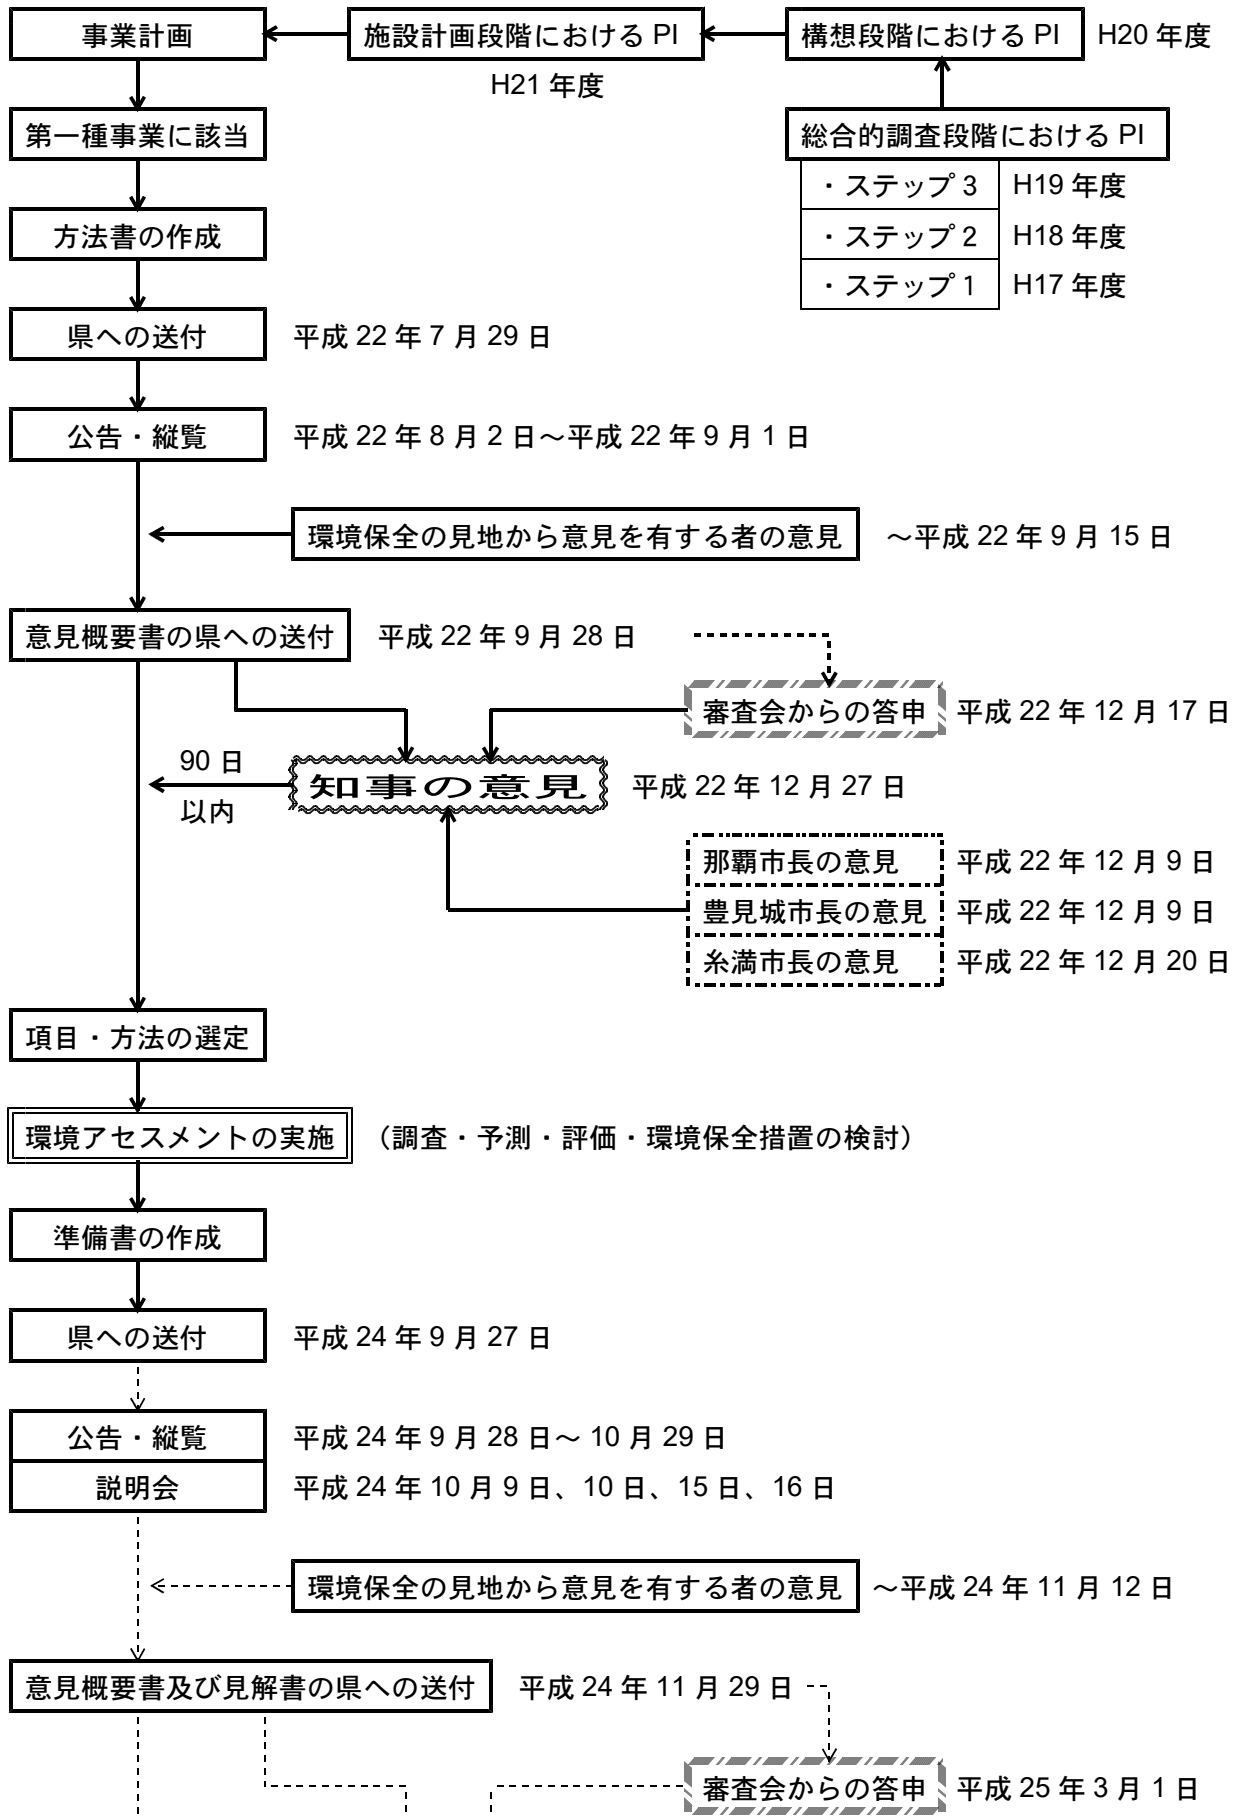 事業計画
施設計画段階における PI
構想段階における PI
H20 年度
H21 年度
第一種事業に該当
総合的調査段階における PI
・ステップ 3
H19 年度
方法書の作成
・ステップ 2
H18 年度
・ステップ 1
H17 年度
県への送付
平成 22 年 7 月 29 日
公告・縦覧
平成 22 年 8 月 2 日～平成 22 年 9 月 1 日
環境保全の見地から意見を有する者の意見
～平成 22 年 9 月 15 日
意見概要書の県への送付
平成 22 年 9 月 28 日
審査会からの答申
平成 22 年 12 月 17 日
90 日
以内
知事の意見
平成 22 年 12 月 27 日
那覇市長の意見
平成 22 年 12 月 9 日
豊見城市長の意見
平成 22 年 12 月 9 日
糸満市長の意見
平成 22 年 12 月 20 日
項目・方法の選定
環境アセスメントの実施
（調査・予測・評価・環境保全措置の検討）
準備書の作成
県への送付
平成 24 年 9 月 27 日
公告・縦覧
平成 24 年 9 月 28 日～ 10 月 29 日
説明会
平成 24 年 10 月 9 日、10 日、15 日、16 日
環境保全の見地から意見を有する者の意見
～平成 24 年 11 月 12 日
意見概要書及び見解書の県への送付
平成 24 年 11 月 29 日
審査会からの答申
平成 25 年 3 月 1 日